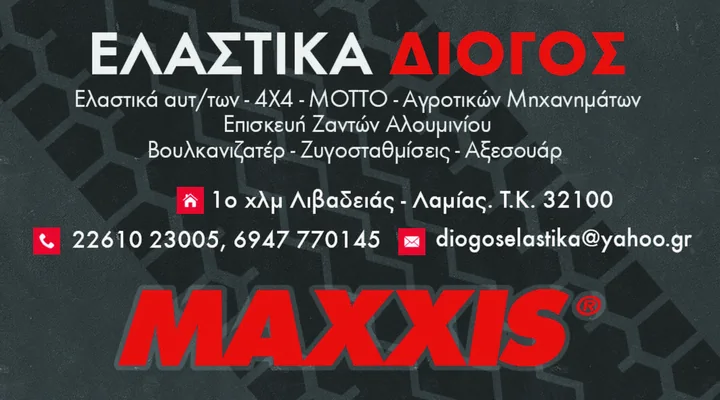 ΕΛΑΣΤΙΚΑ ΔΙΟΓΟΣ
Ελαστικά αυτ/των - 4Χ4 - ΜΟΤΤΟ - Αγροτικών Μηχανημάτων
Επισκευή Ζαντών Αλουμινίου
Βουλκανιζατέρ - Ζυγοσταθμίσεις - Αξεσουάρ
1ο χλμ Λιβαδειάς - Λαμίας. Τ.Κ. 32100
22610 23005, 6947 770145 diogoselastika@yahoo.gr
MAXXIS®